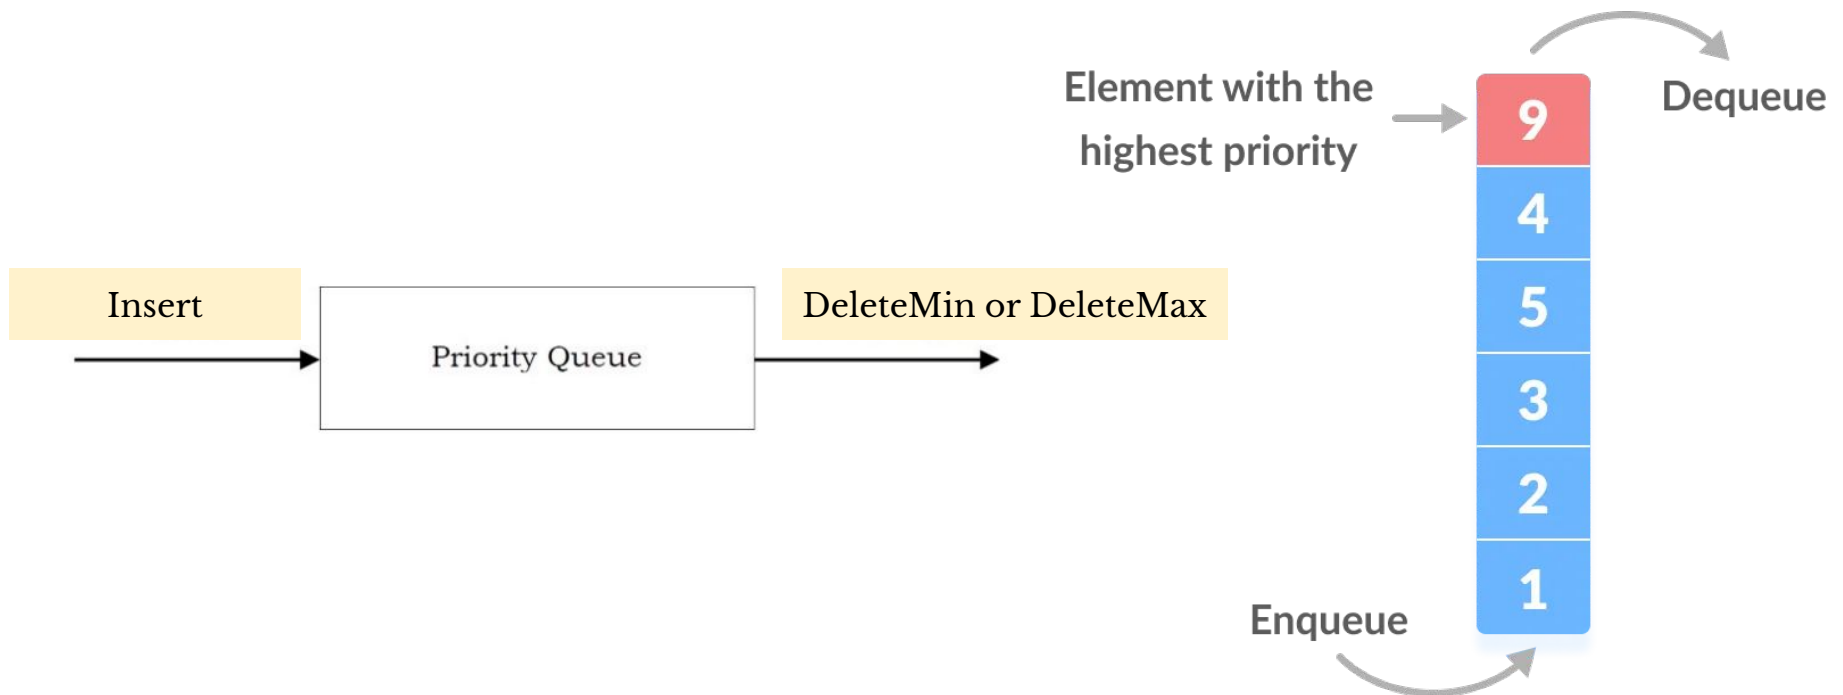 Insert
Priority Queue
DeleteMin or DeleteMax
Element with the
highest priority
Dequeue
9
4
5
3
2
1
Enqueue